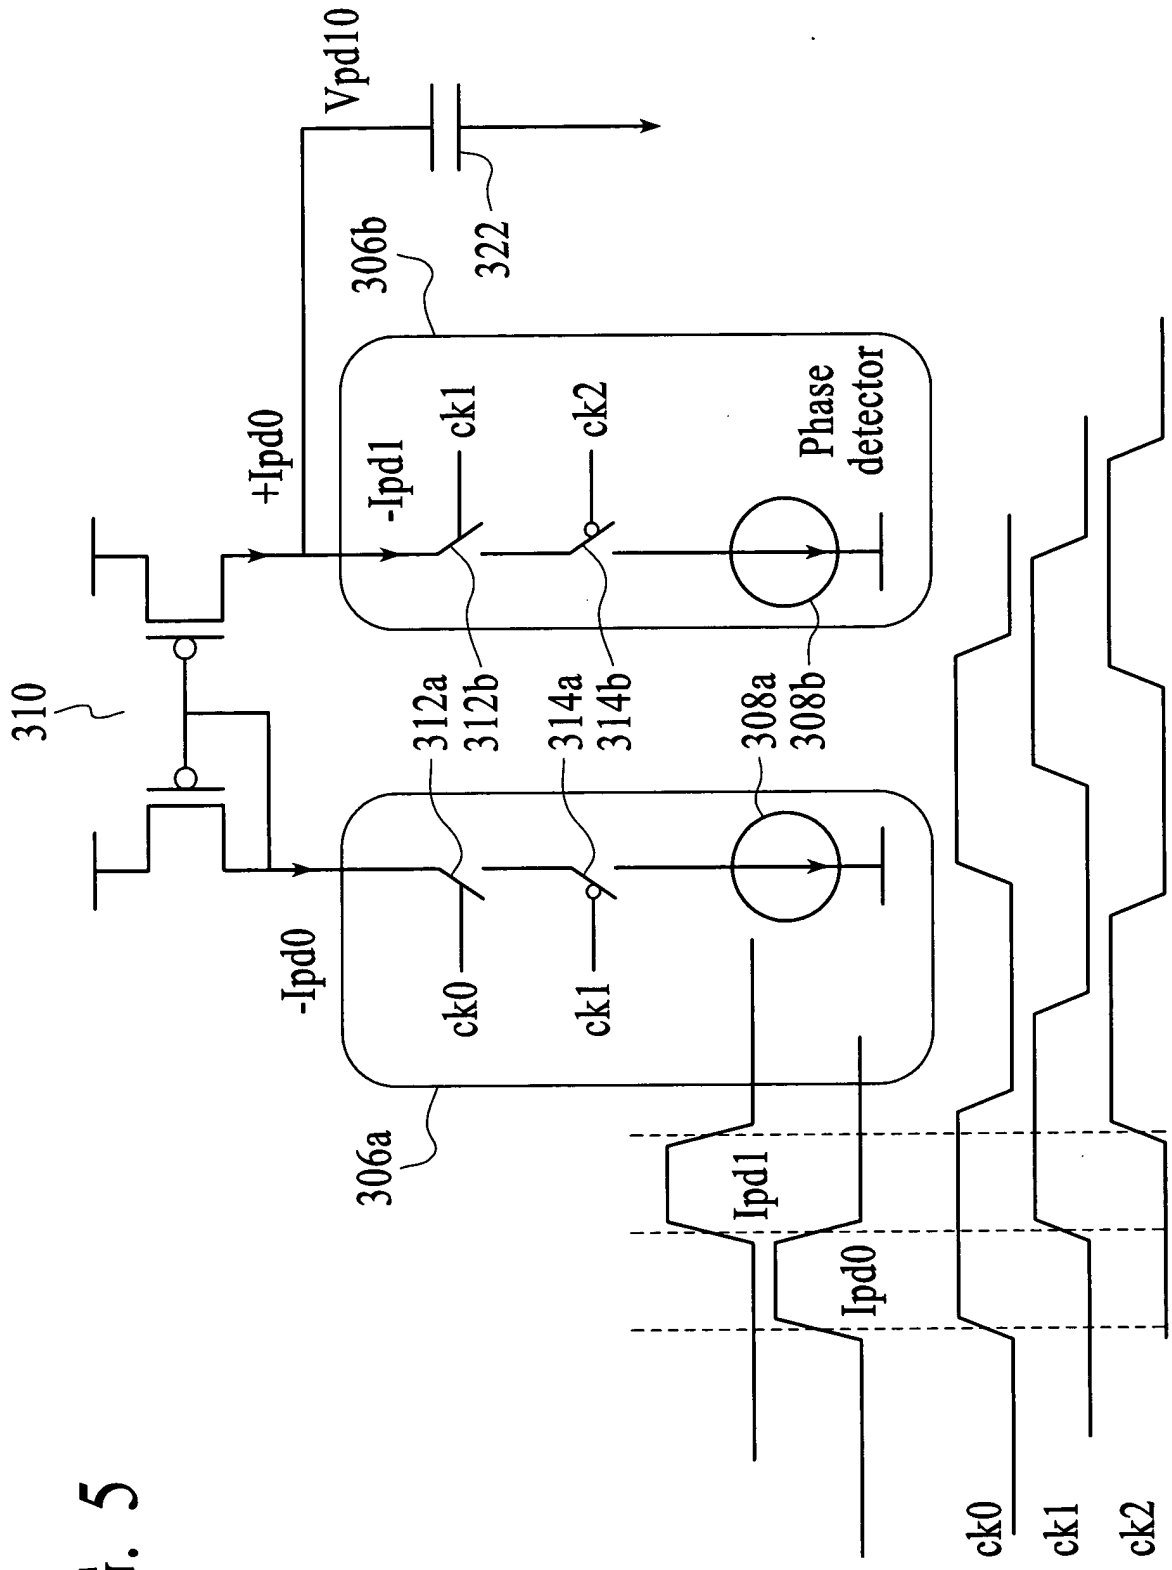 310
+Ipd0
Vpd10
-Ipd0
-Ipd1
306b
322
ck0
312a
312b
ck1
ck1
314a
314b
ck2
306a
308a
308b
Phase
detector
Ipd1
Ipd0
ck0
ck1
ck2
5